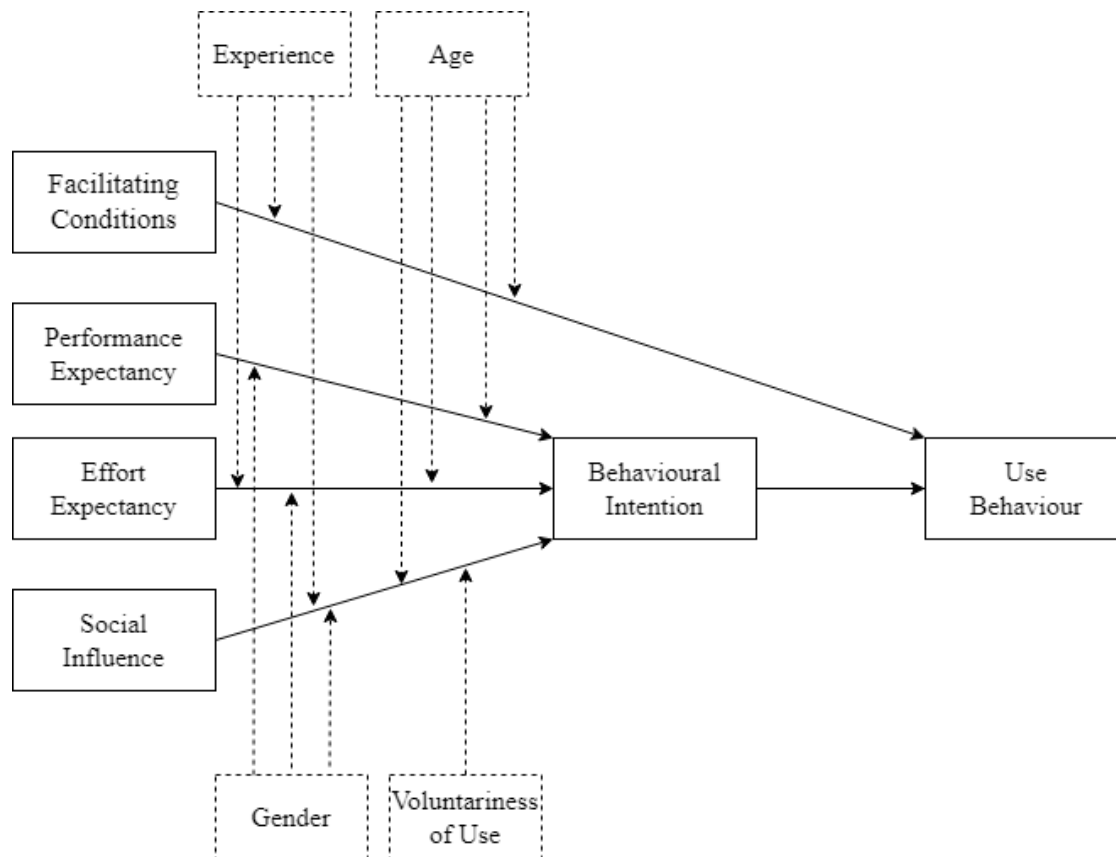 Experience
Age
Facilitating
Conditions
Performance
Expectancy
Effort
Expectancy
Behavioural
Intention
Use
Behaviour
Social
Influence
Gender
Voluntariness
of Use